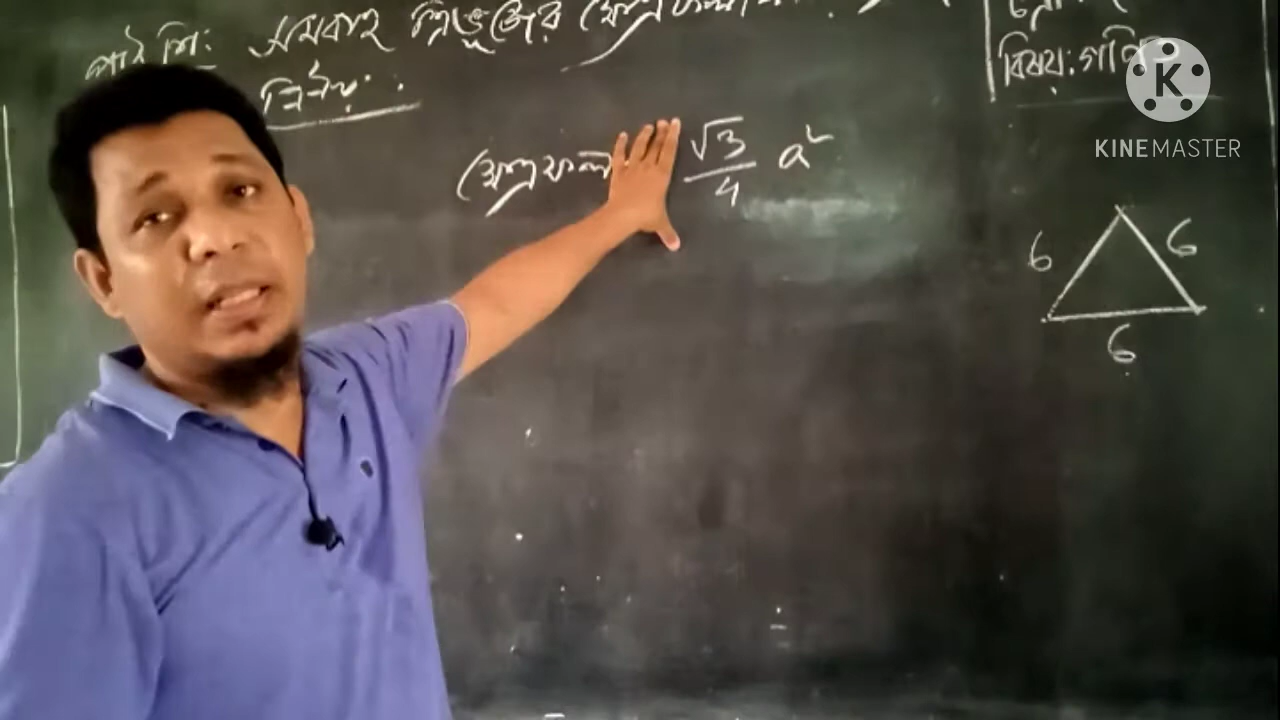 পাঠ শি: সমবাহু ত্রিভুজের ক্ষেত্রফল
নির্ণয়.
বিষয়: গণিত
K
KINEMASTER
ক্ষেত্রফল √3/4 a²
6 6
6